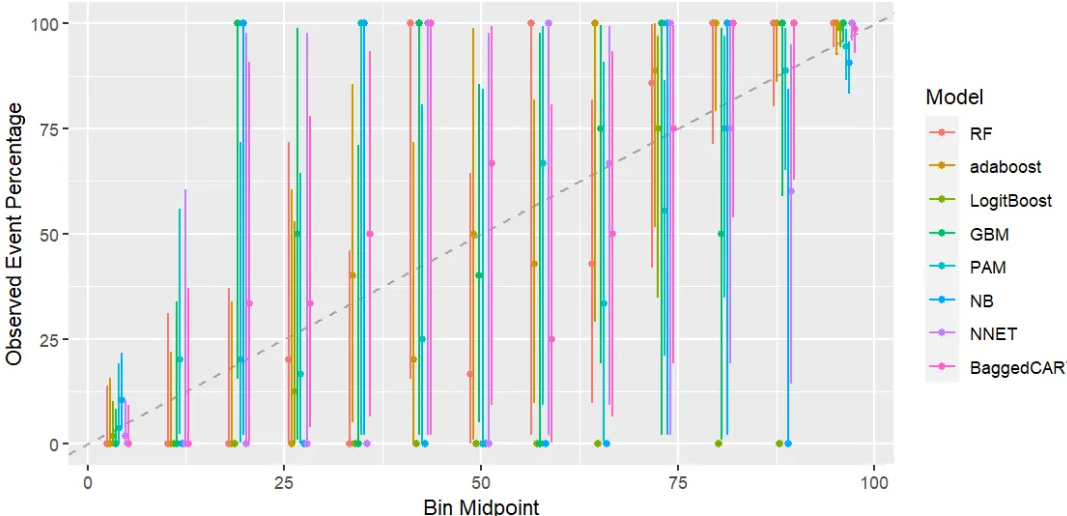 Observed Event Percentage
100
75
50
25
0
0
25
50
75
100
Bin Midpoint
Model
RF
adaboost
LogitBoost
GBM
PAM
NB
NNET
BaggedCART